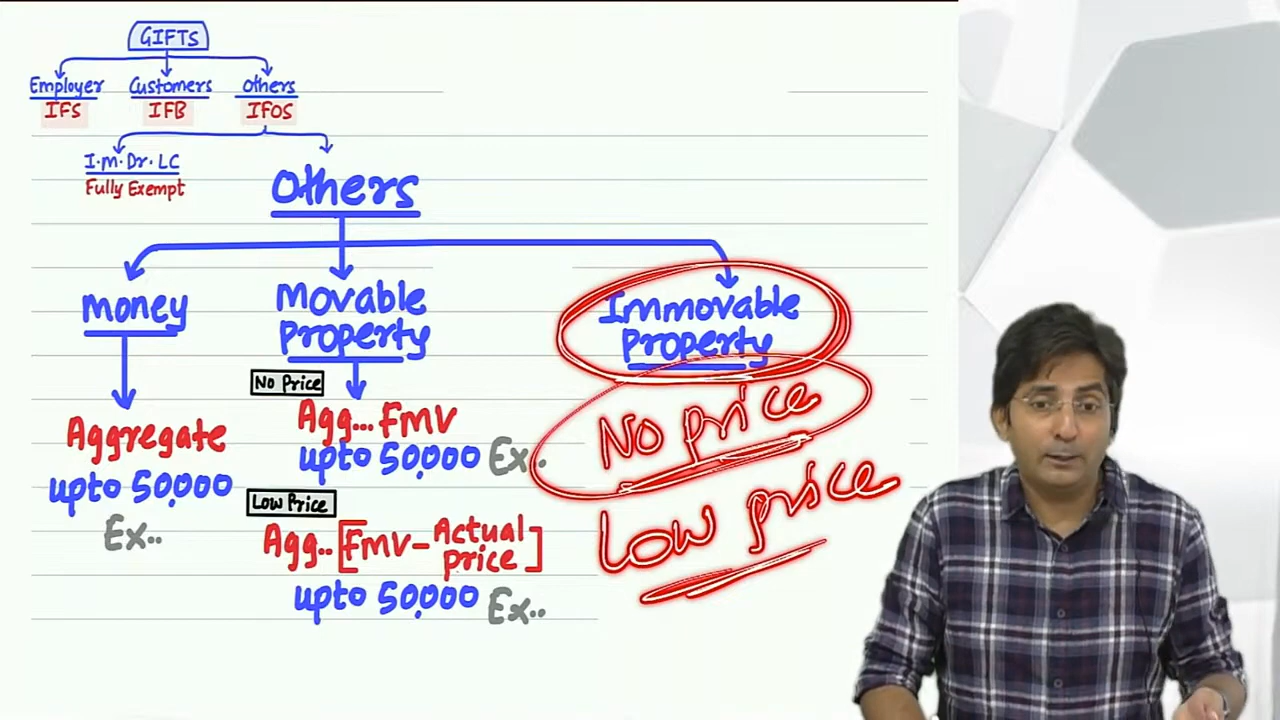 GIFTS
Employer Customers Others
IFS IFB IFOS
I.m.Dr.LC
Fully Exempt
Others
Money
Movable
Property
Immovable
Property
No Price
Aggregate
upto 50,000
Ex..
Agg... FMV
upto 50,000 Ex..
Low Price
Agg.. [FMV - Actual price]
upto 50,000 Ex..
No price
Low price